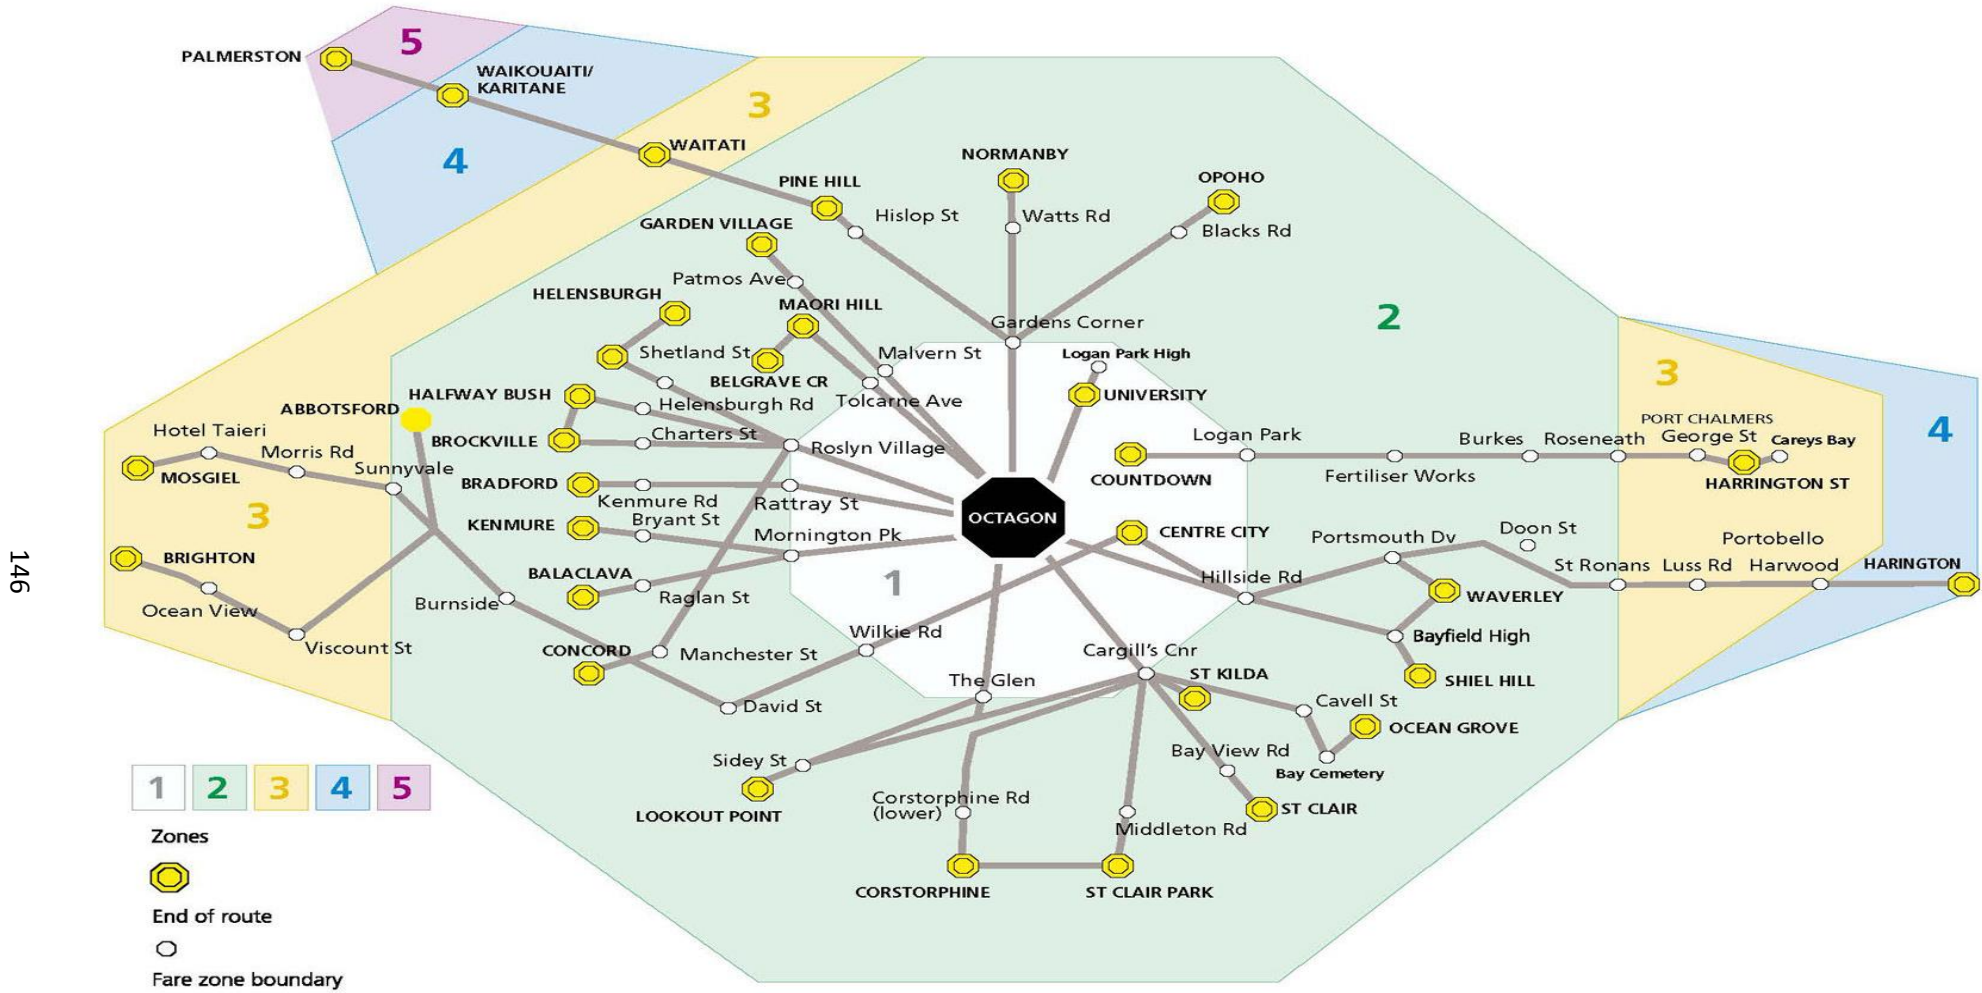 5
PALMERSTON
WAIKOUAITI/
KARITANE
3
4
WAITATI
NORMANBY
OPOHO
PINE HILL
Hislop St
Watts Rd
Blacks Rd
GARDEN VILLAGE
Patmos Ave
HELENSBURGH
MAORI HILL
2
Gardens Corner
Shetland St
Malvern St
Logan Park High
BELGRAVE CR
3
HALFWAY BUSH
Helensburgh Rd
Tolcarne Ave
UNIVERSITY
ABBOTSFORD
PORT CHALMERS
4
Hotel Taieri
BROCKVILLE
Charters St
Roslyn Village
Logan Park
Burkes
Roseneath
George St
Careys Bay
Morris Rd
Sunnyvale
MOSGIEL
BRADFORD
COUNTDOWN
Fertiliser Works
HARRINGTON ST
Kenmure Rd
Rattray St
3
KENMURE
Bryant St
OCTAGON
Mornington Pk
CENTRE CITY
Portsmouth Dv
Doon St
Portobello
BRIGHTON
BALACLAVA
1
Hillside Rd
St Ronans
Luss Rd
Harwood
HARINGTON
146
Ocean View
Burnside
Raglan St
WAVERLEY
Viscount St
Wilkie Rd
Bayfield High
CONCORD
Manchester St
Cargill's Cnr
The Glen
ST KILDA
SHIEL HILL
David St
Cavell St
OCEAN GROVE
Sidey St
Bay View Rd
Bay Cemetery
LOOKOUT POINT
Corstorphine Rd
(lower)
ST CLAIR
Middleton Rd
CORSTORPHINE
ST CLAIR PARK
1 2 3 4 5
Zones
End of route
Fare zone boundary